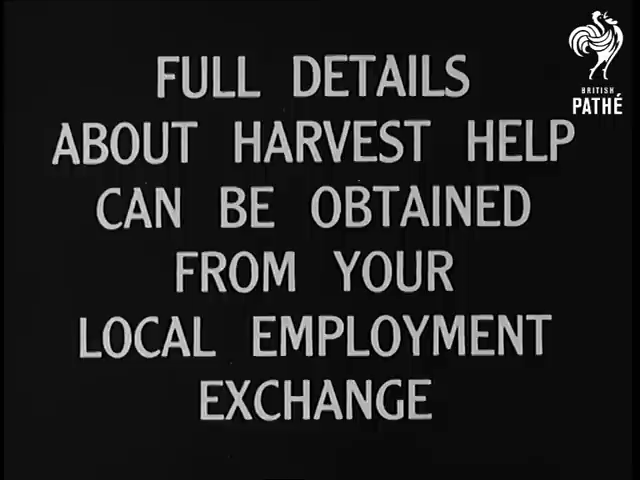 BRITISH
PATHÉ
FULL DETAILS
ABOUT HARVEST HELP
CAN BE OBTAINED
FROM YOUR
LOCAL EMPLOYMENT
EXCHANGE